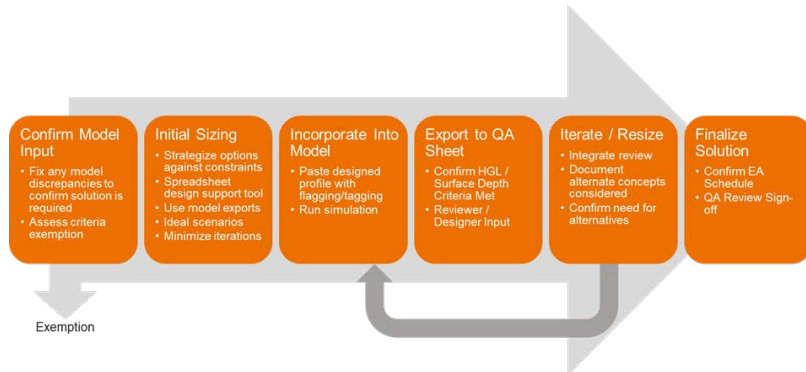 Confirm Model
Input
• Fix any model
discrepancies to
confirm solution is
required
• Assess criteria
exemption
Initial Sizing
• Strategize options
against constraints
• Spreadsheet
design support tool
• Use model exports
• Ideal scenarios
• Minimize iterations
Incorporate Into
Model
• Paste designed
profile with
flagging/tagging
• Run simulation
Export to QA
Sheet
• Confirm HGL /
Surface Depth
Criteria Met
• Reviewer /
Designer Input
Iterate / Resize
• Integrate review
• Document
alternate concepts
considered
• Confirm need for
alternatives
Finalize
Solution
• Confirm EA
Schedule
• QA Review Sign-
off
Exemption